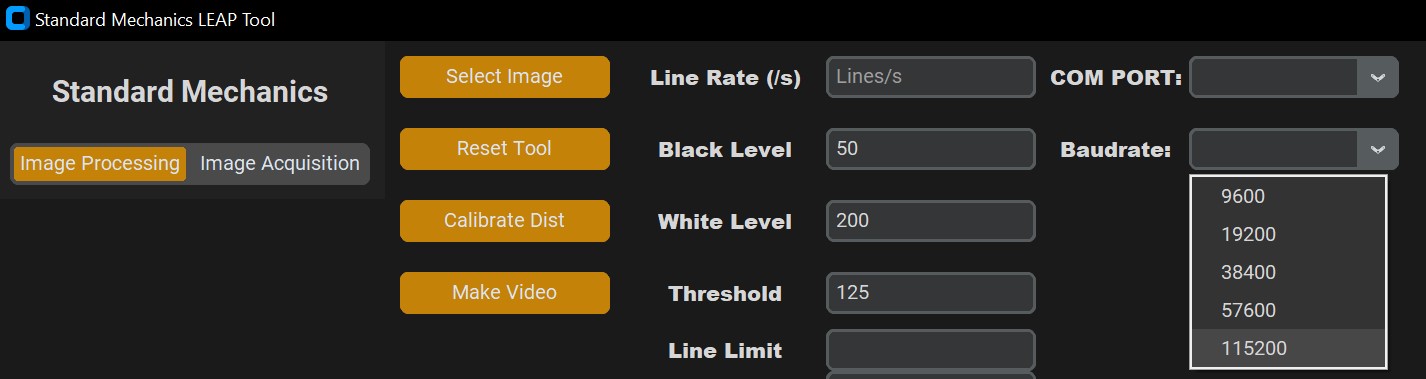 Standard Mechanics LEAP Tool
Standard Mechanics
Image Processing
Image Acquisition
Select Image
Reset Tool
Calibrate Dist
Make Video
Line Rate (/s)
Lines/s
Black Level
50
White Level
200
Threshold
125
Line Limit
COM PORT:
Baudrate:
9600
19200
38400
57600
115200